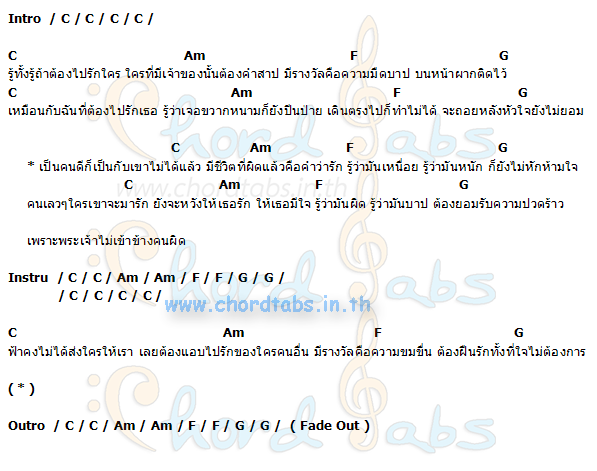 Intro / C / C / C / C /
C Am F G
รู้ทั้งรู้ถ้าต้องไปรักใคร ใครที่มีเจ้าของนั้นต้องคำสาป มีรางวัลคือความมืดบาป บนหน้าผากติดไว้
C Am F G
เหมือนกับฉันที่ต้องไปรักเธอ รู้ว่าเจอขวากหนามก็ยังปีนป่าย เดินตรงไปก็ทำไม่ได้ จะถอยหลังหัวใจยังไม่ยอม
C Am F G
* เป็นคนดีก็เป็นกับเขาไม่ได้แล้ว มีชีวิตที่ผิดแล้วคือคำว่ารัก รู้ว่ามันเหนื่อย รู้ว่ามันหนัก ก็ยังไม่หักห้ามใจ
C Am F G
คนเลวๆใครเขาจะมารัก ยังจะหวังให้เธอรัก ให้เธอมีใจ รู้ว่ามันผิด รู้ว่ามันบาป ต้องยอมรับความปวดร้าว
เพราะพระเจ้าไม่เข้าข้างคนผิด
Instru / C / C / Am / Am / F / F / G / G /
/ C / C / C / C /
www.chordtabs.in.th
C Am F G
ฟ้าคงไม่ได้ส่งใครให้เรา เลยต้องแอบไปรักของใครคนอื่น มีรางวัลคือความขมขื่น ต้องฝืนรักทั้งที่ใจไม่ต้องการ
( * )
Outro / C / C / Am / Am / F / F / G / G / ( Fade Out )